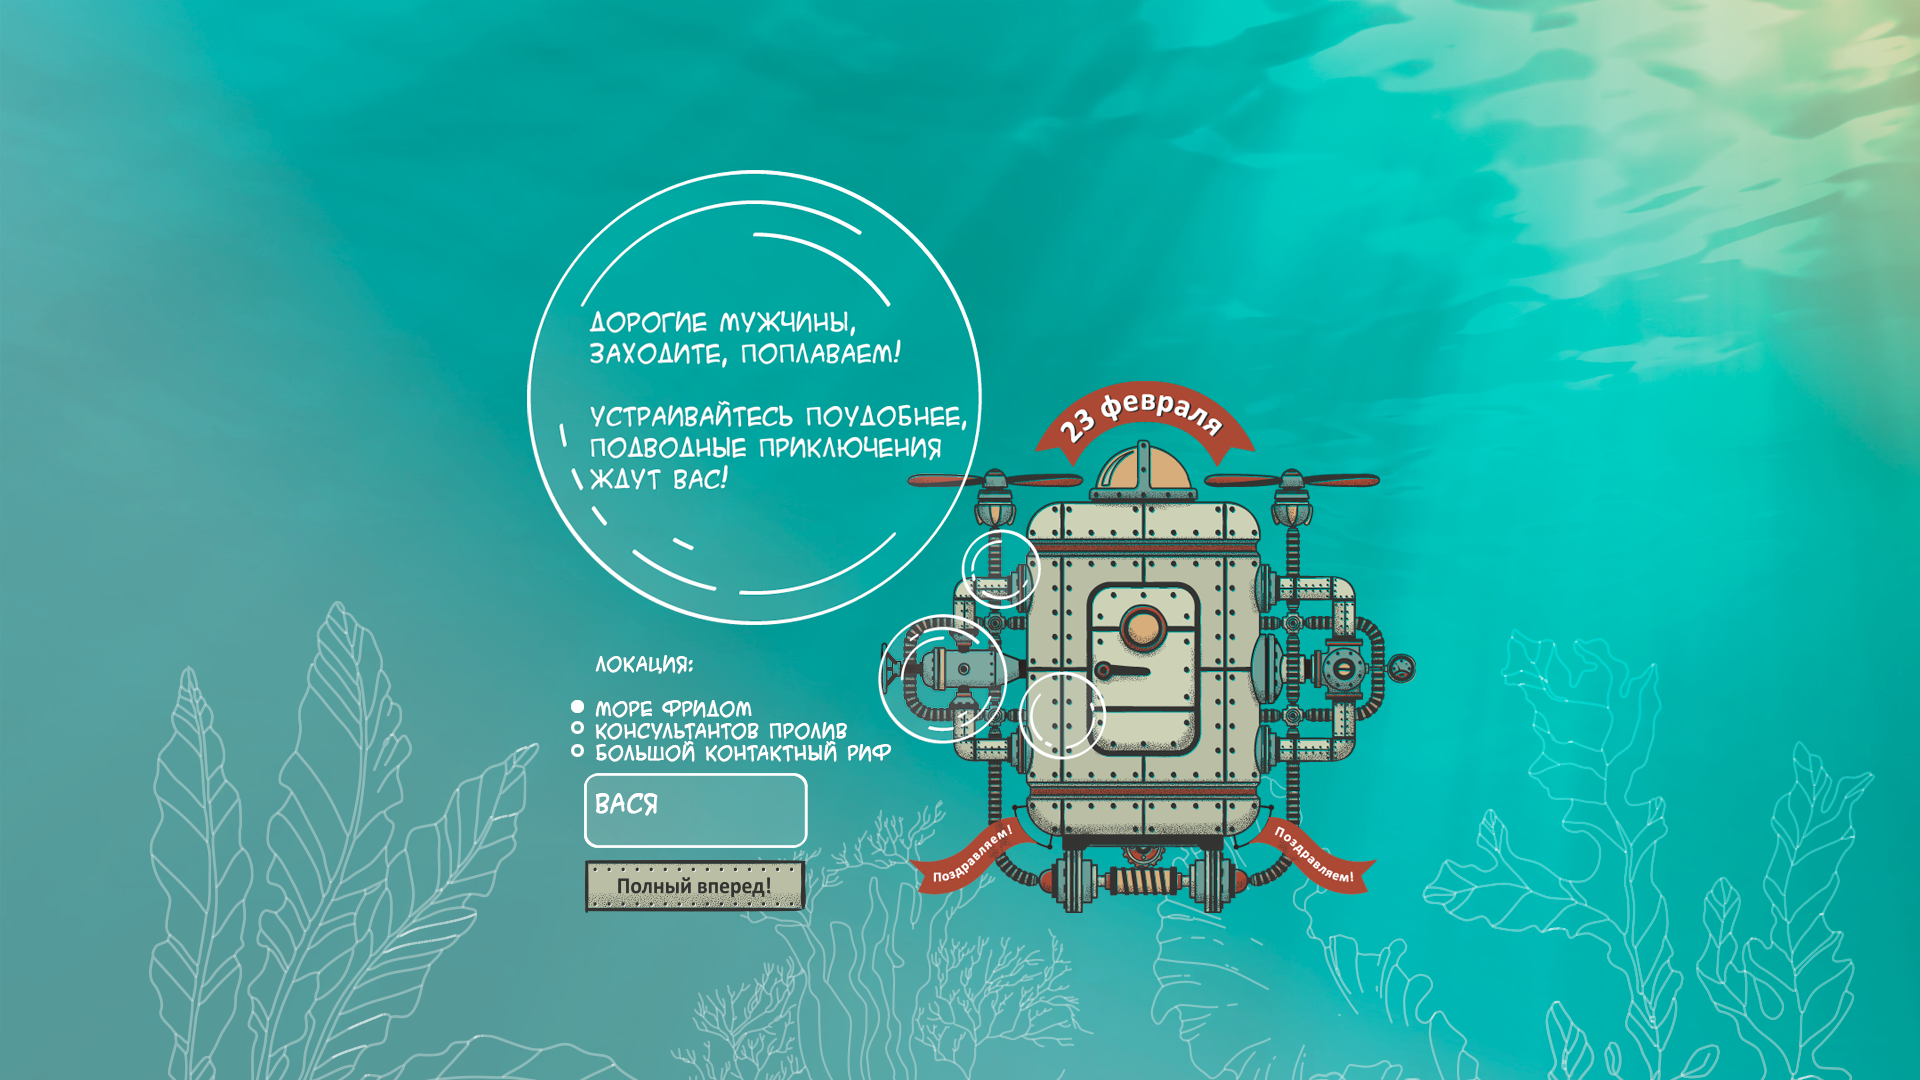 ДОРОГИЕ МУЖЧИНЫ,
ЗАХОДИТЕ, ПОПЛАВАЕМ!
УСТРАИВАЙТЕСЬ ПОУДОБНЕЕ,
ПОДВОДНЫЕ ПРИКЛЮЧЕНИЯ
ЖДУТ ВАС!
23 февраля
ЛОКАЦИЯ:
МОРЕ ФРИДОМ
КОНСУЛЬТАНТОВ ПРОЛИВ
БОЛЬШОЙ КОНТАКТНЫЙ РИФ
ВАСЯ
Полный вперед!
Поздравляем!
Поздравляем!